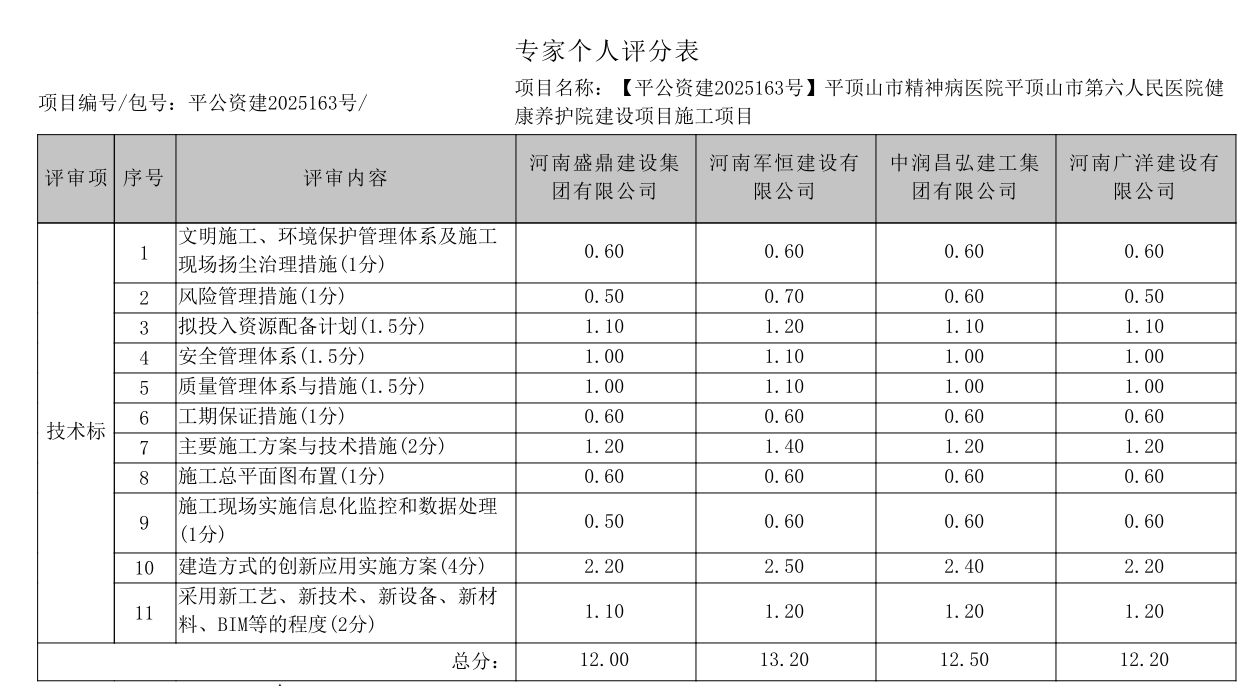 专家个人评分表
项目编号/包号：平公资建2025163号/
项目名称：【平公资建2025163号】平顶山市精神病医院平顶山市第六人民医院健
康养护院建设项目施工项目
评审项 序号 评审内容 河南盛鼎建设集 河南军恒建设有 中润昌弘建工集 河南广洋建设有
团有限公司 限公司 团有限公司 限公司
技术标
1 文明施工、环境保护管理体系及施工 0.60 0.60 0.60 0.60
现场扬尘治理措施(1分)
2 风险管理措施(1分) 0.50 0.70 0.60 0.50
3 拟投入资源配备计划(1.5分) 1.10 1.20 1.10 1.10
4 安全管理体系(1.5分) 1.00 1.10 1.00 1.00
5 质量管理体系与措施(1.5分) 1.00 1.10 1.00 1.00
6 工期保证措施(1分) 0.60 0.60 0.60 0.60
7 主要施工方案与技术措施(2分) 1.20 1.40 1.20 1.20
8 施工总平面图布置(1分) 0.60 0.60 0.60 0.60
9 施工现场实施信息化监控和数据处理 0.50 0.60 0.60 0.60
(1分)
10 建造方式的创新应用实施方案(4分) 2.20 2.50 2.40 2.20
11 采用新工艺、新技术、新设备、新材 1.10 1.20 1.20 1.20
料、BIM等的程度(2分)
总分： 12.00 13.20 12.50 12.20